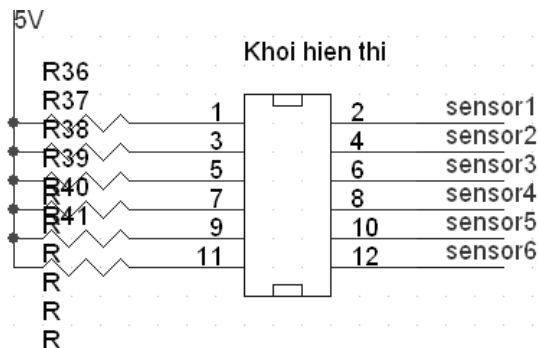 5V
Khoi hien thi
R36
R37
1 2 sensor1
R38
3 4 sensor2
R39
5 6 sensor3
R40
R
7 8 sensor4
R41
R
9 10 sensor5
R
11 12 sensor6
R
R
R